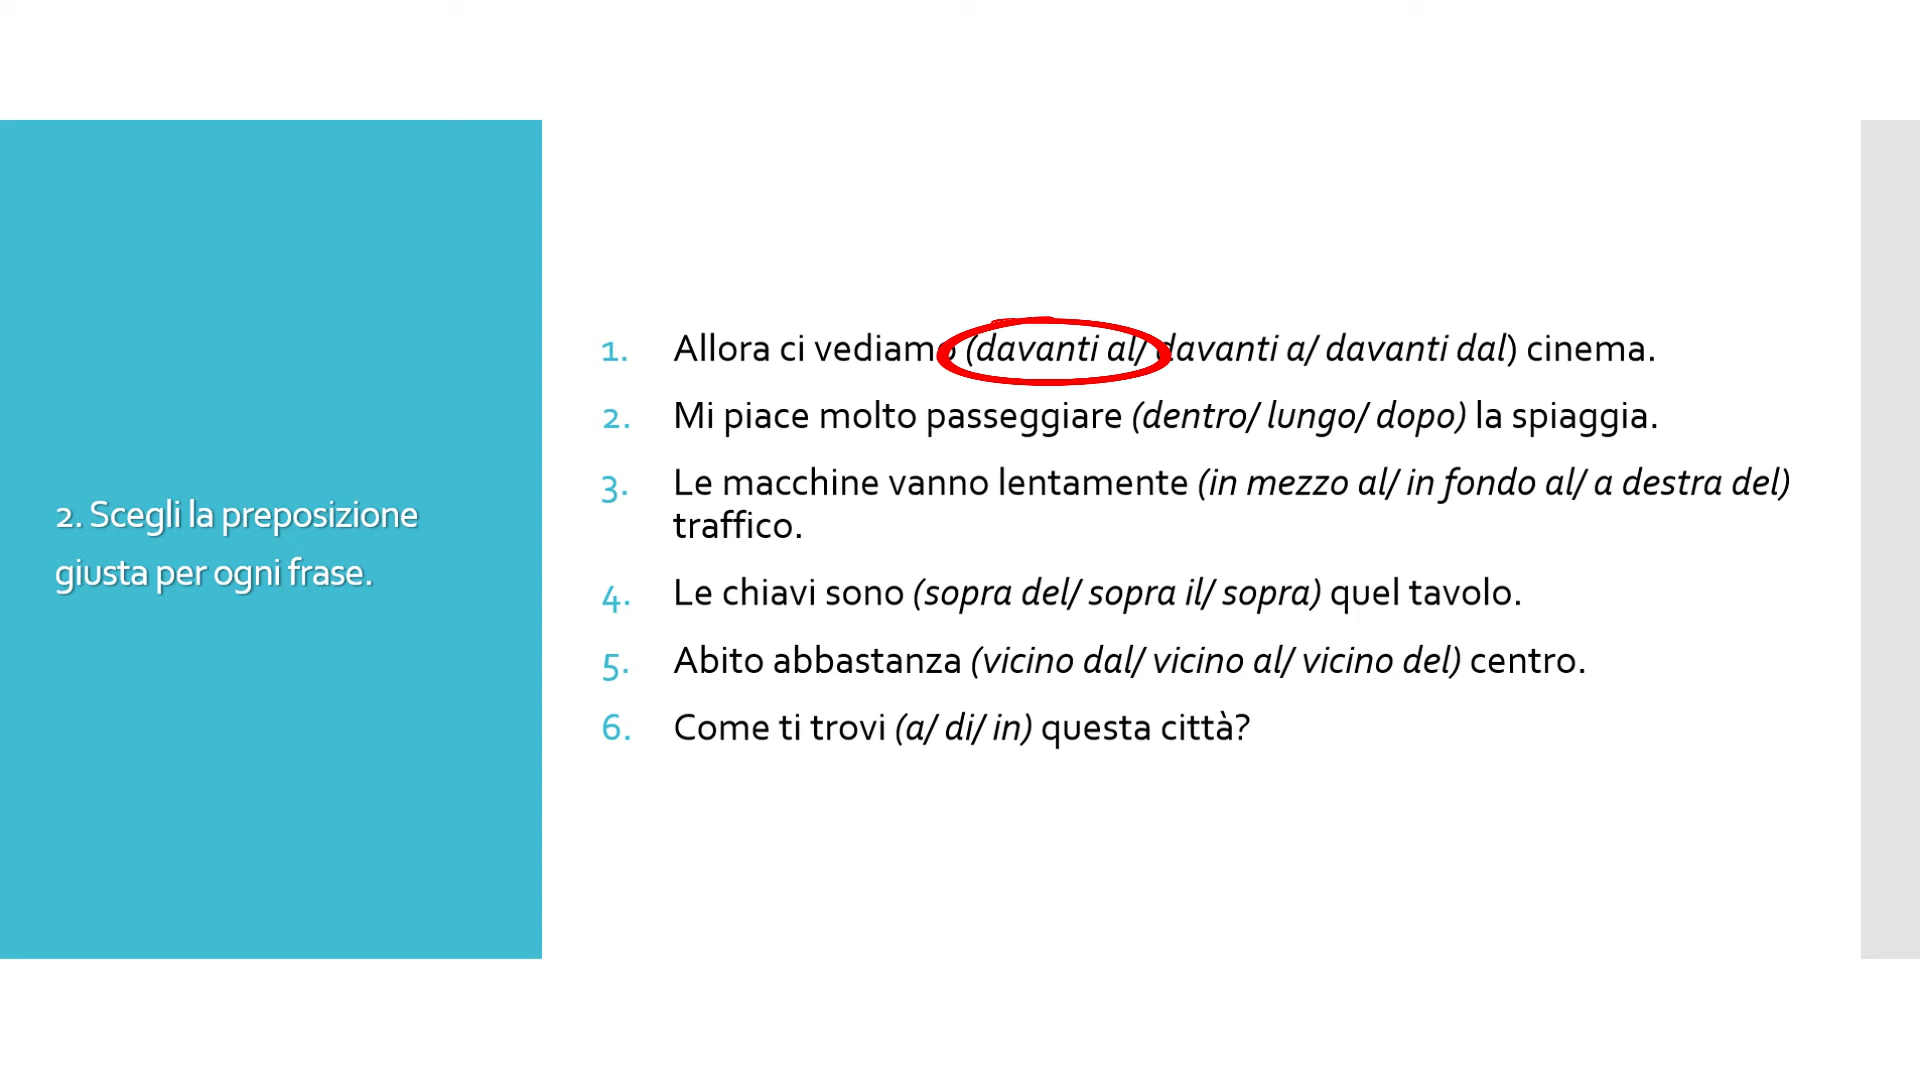 2. Scegli la preposizione
giusta per ogni frase.
1. Allora ci vediamo (davanti al/ davanti a/ davanti dal) cinema.
2. Mi piace molto passeggiare (dentro/ lungo/ dopo) la spiaggia.
3. Le macchine vanno lentamente (in mezzo al/ in fondo al/ a destra del)
traffico.
4. Le chiavi sono (sopra del/ sopra il/ sopra) quel tavolo.
5. Abito abbastanza (vicino dal/ vicino al/ vicino del) centro.
6. Come ti trovi (a/ di/ in) questa città?